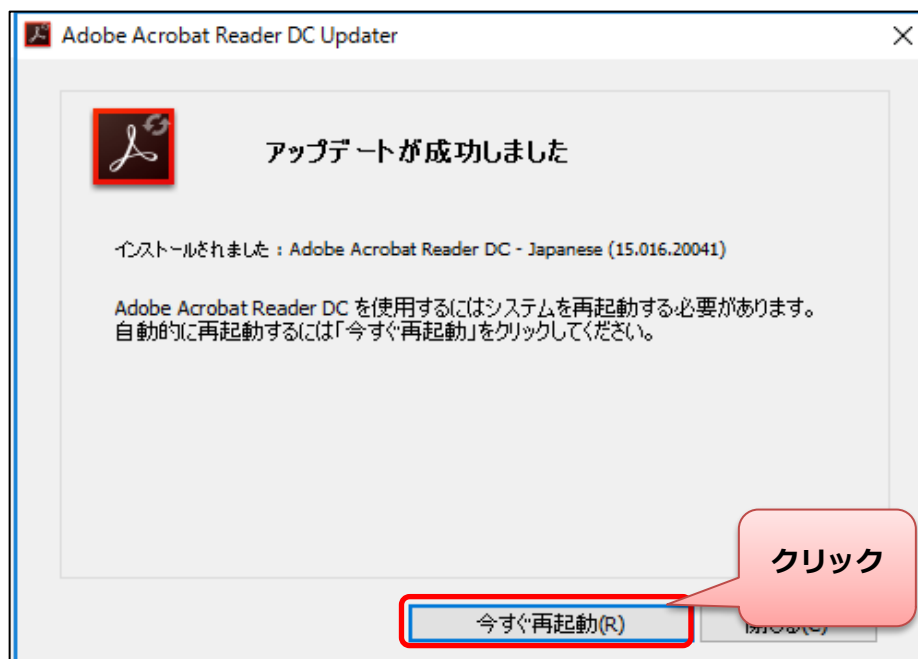 Adobe Acrobat Reader DC Updater
アップデートが成功しました
インストールされました : Adobe Acrobat Reader DC - Japanese (15.016.20041)
Adobe Acrobat Reader DC を使用するにはシステムを再起動する必要があります。
自動的に再起動するには「今すぐ再起動」をクリックしてください。
クリック
今すぐ再起動(R)
閉じる(C)